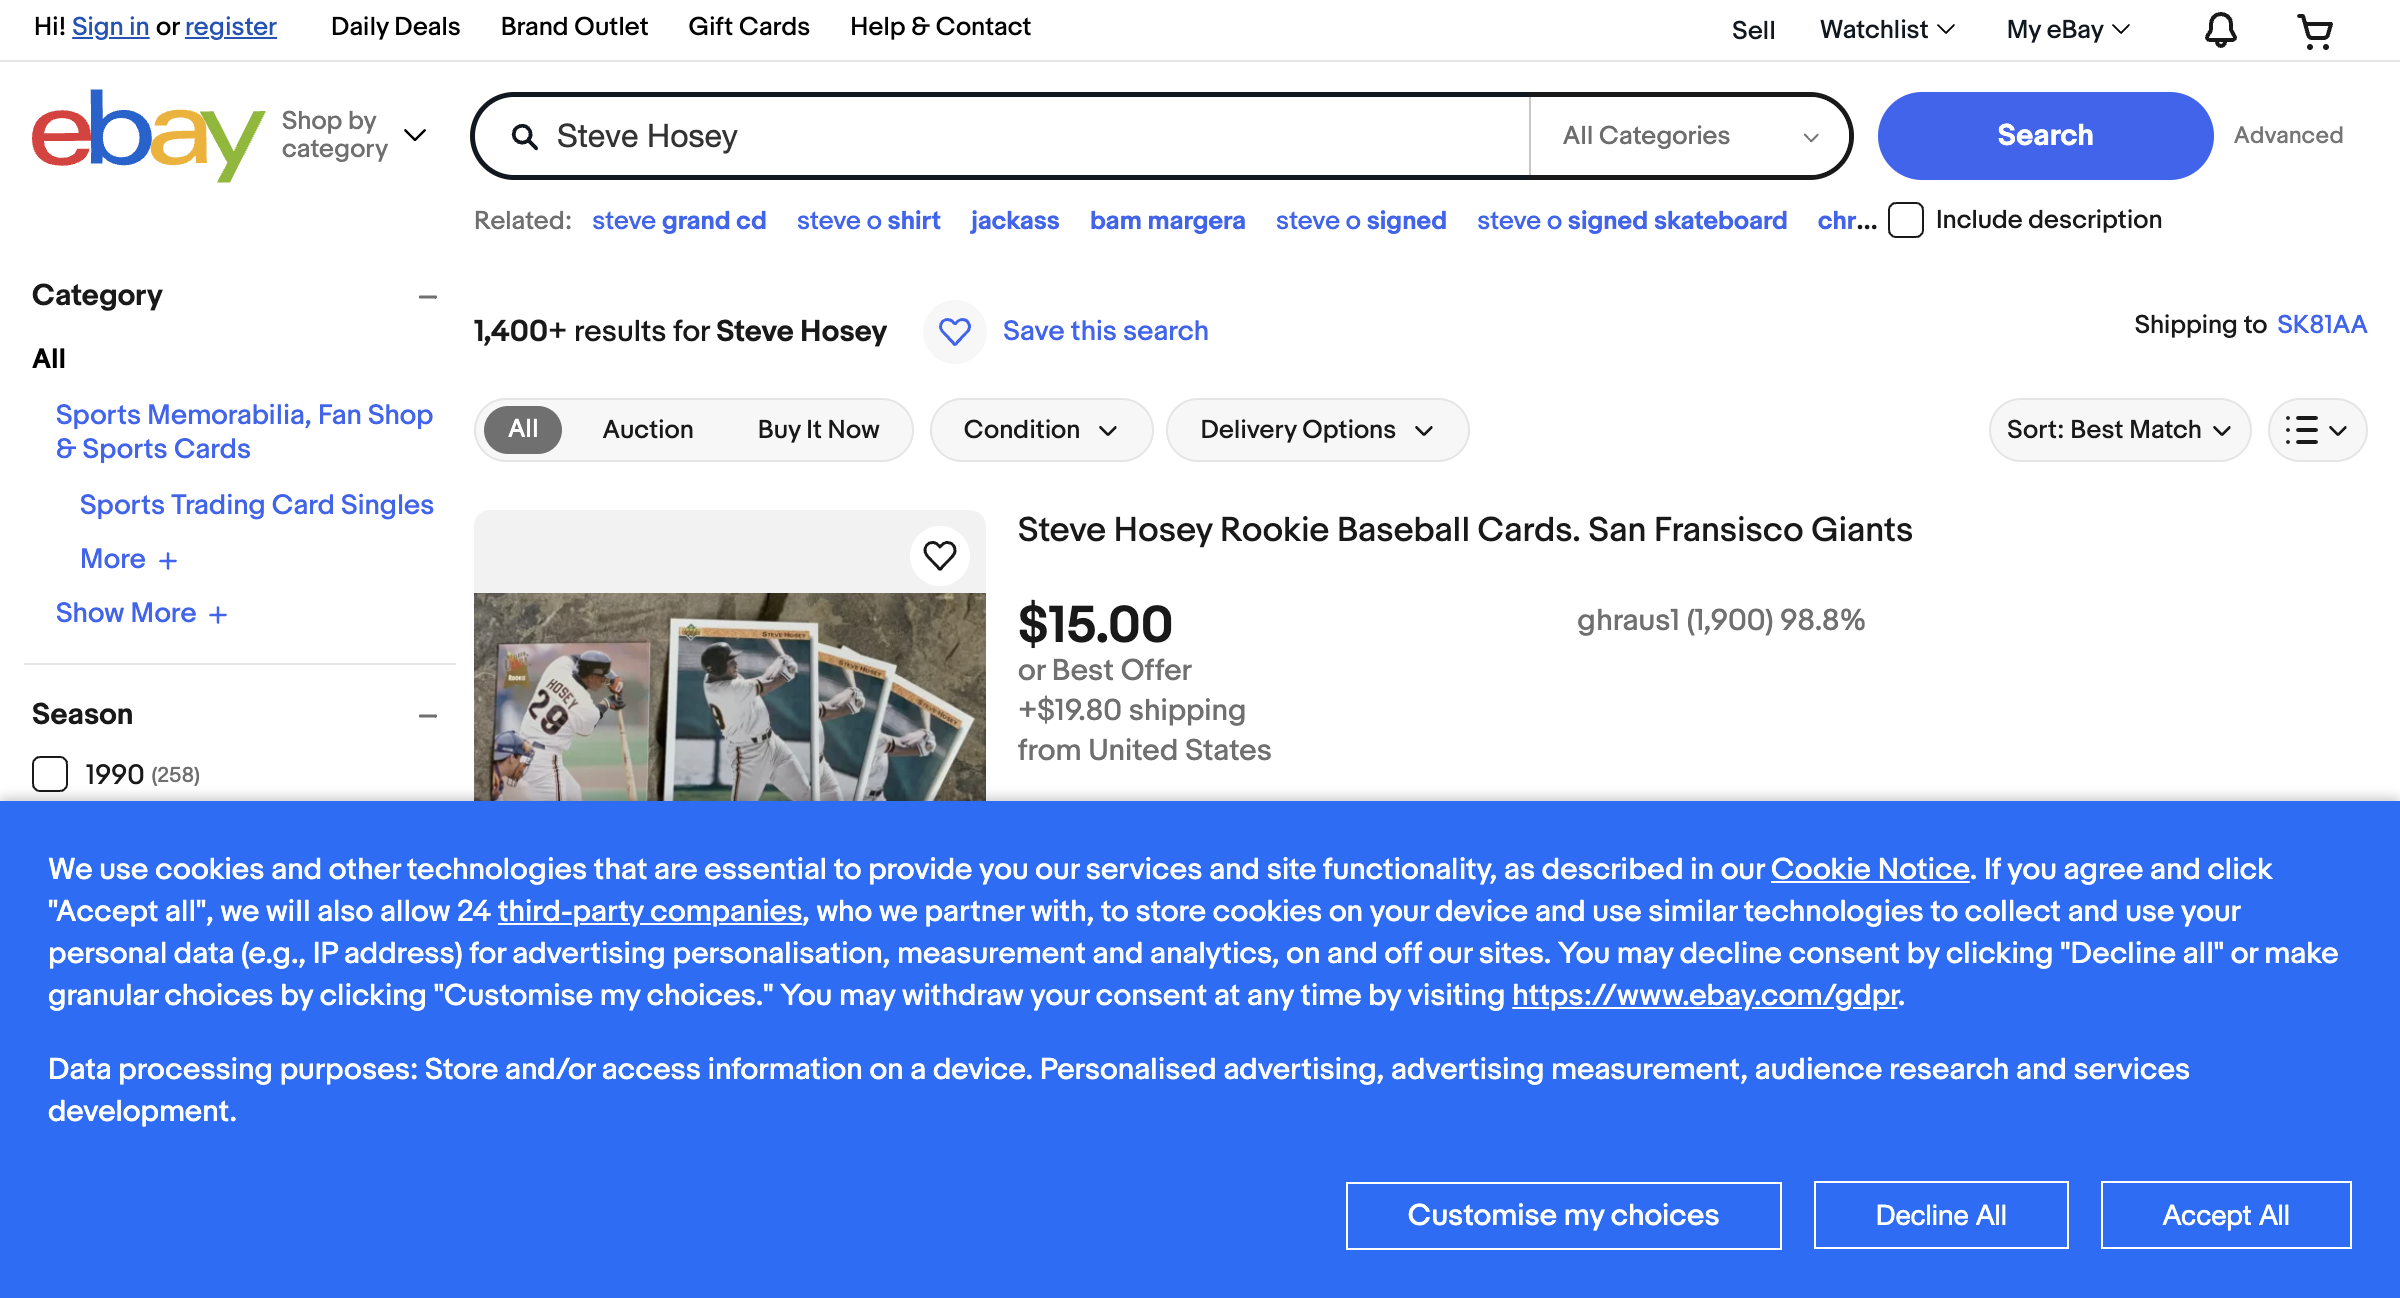 Hi! Sign in or register Daily Deals Brand Outlet Gift Cards Help & Contact Sell Watchlist My eBay
ebay Shop by category Steve Hosey All Categories Search Advanced
Related: steve grand cd steve o shirt jackass bam margera steve o signed steve o signed skateboard chr... Include description
Category
All
Sports Memorabilia, Fan Shop
& Sports Cards
Sports Trading Card Singles
More
Show More
Season
1990 (258)
1,400+ results for Steve Hosey Save this search Shipping to SK81AA
All Auction Buy It Now Condition Delivery Options Sort: Best Match
HOSEY
29
ROOKIE
STEVE HOSEY
STEVE HOSEY
STEVE HOSEY
Steve Hosey Rookie Baseball Cards. San Fransisco Giants
$15.00 ghraus1 (1,900) 98.8%
or Best Offer
+$19.80 shipping
from United States
We use cookies and other technologies that are essential to provide you our services and site functionality, as described in our Cookie Notice. If you agree and click
"Accept all", we will also allow 24 third-party companies, who we partner with, to store cookies on your device and use similar technologies to collect and use your
personal data (e.g., IP address) for advertising personalisation, measurement and analytics, on and off our sites. You may decline consent by clicking "Decline all" or make
granular choices by clicking "Customise my choices." You may withdraw your consent at any time by visiting https://www.ebay.com/gdpr.
Data processing purposes: Store and/or access information on a device. Personalised advertising, advertising measurement, audience research and services
development.
Customise my choices Decline All Accept All